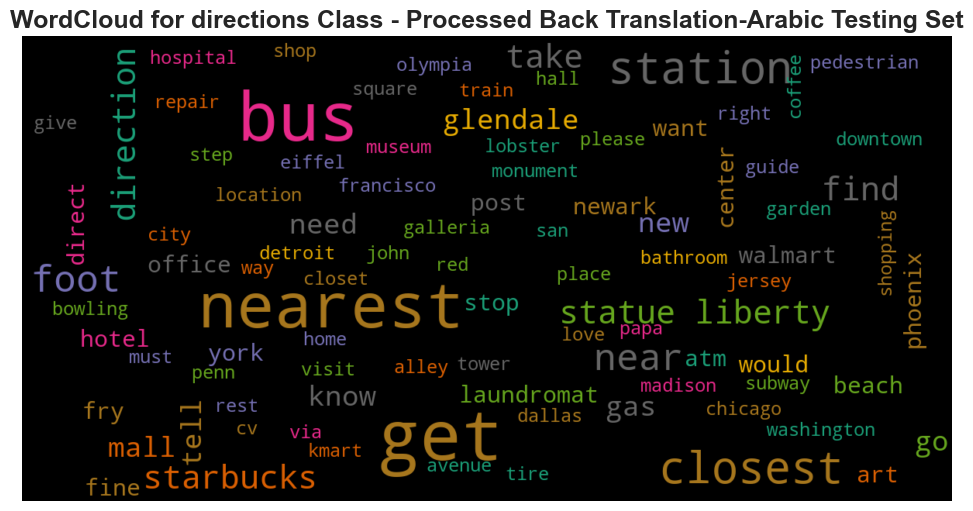 WordCloud for directions Class - Processed Back Translation-Arabic Testing Set
hospital
shop
olympia
take
station
pedestrian
direction
repair
square
hall
coffee
train
give
bus
glendale
right
want
downtown
museum
lobster
please
step
eiffel
monument
center
guide
francisco
find
location
post
newark
garden
direct
need
new
galleria
san
shopping
city
detroit
john
walmart
office
way
red
bathroom
phoenix
foot
closet
place
jersey
bowling
nearest
stop
statue liberty
hotel
home
love
papa
must
york
near
atm
would
penn
visit
alley
tower
madison
subway
beach
know
laundromat
gas
fry
tell
rest
get
dallas
chicago
cv
via
washington
mall
kmart
go
starbucks
avenue
tire
closest
art
fine